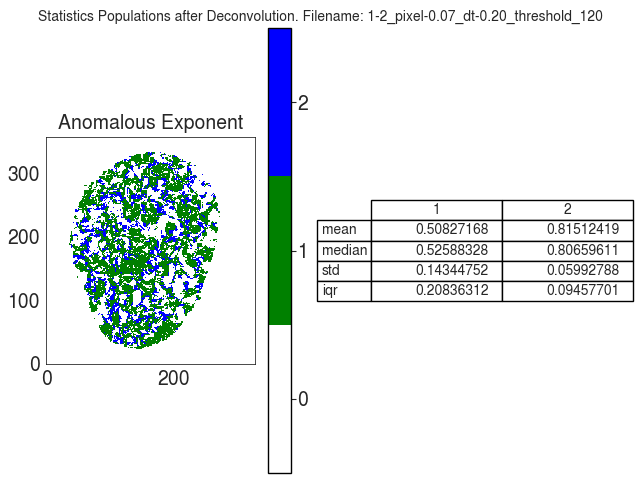 Statistics Populations after Deconvolution. Filename: 1-2_pixel-0.07_dt-0.20_threshold_120
Anomalous Exponent
300
200
100
0
0 200
2
1
0
1 2
mean 0.50827168 0.81512419
median 0.52588328 0.80659611
std 0.14344752 0.05992788
iqr 0.20836312 0.09457701